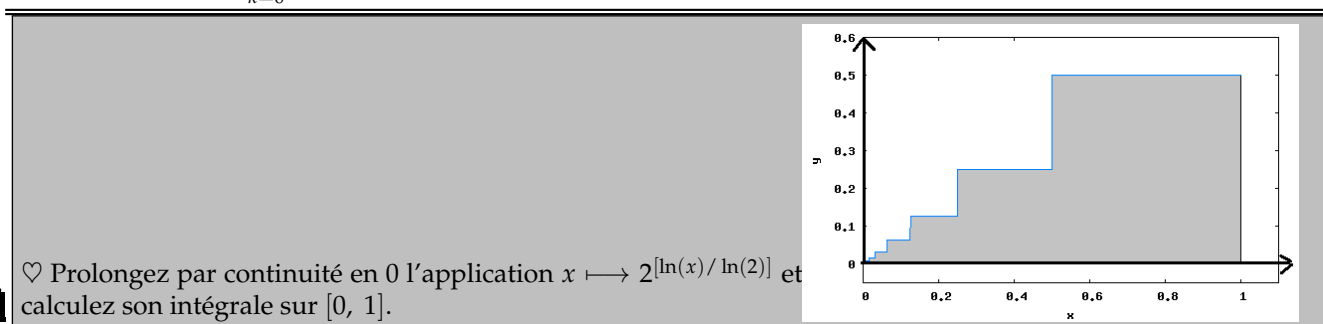 k=0
0.6
0.5
0.4
0.3
0.2
0.1
0
y
0 0.2 0.4 0.6 0.8 1
x
♡ Prolongez par continuité en 0 l'application x ⟼ 2^{[ln(x)/ln(2)]} et
calculez son intégrale sur [0, 1].